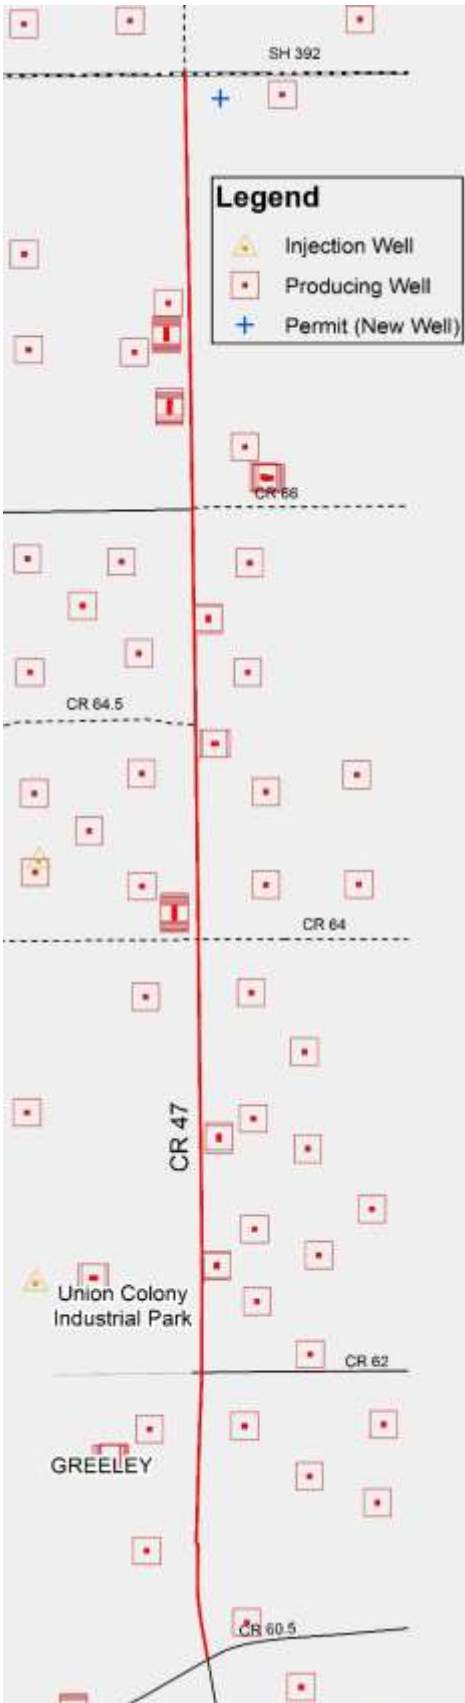 SH 392
Legend
Injection Well
Producing Well
Permit (New Well)
CR 66
CR 64.5
CR 64
CR 47
Union Colony
Industrial Park
CR 62
GREELEY
CR 60.5